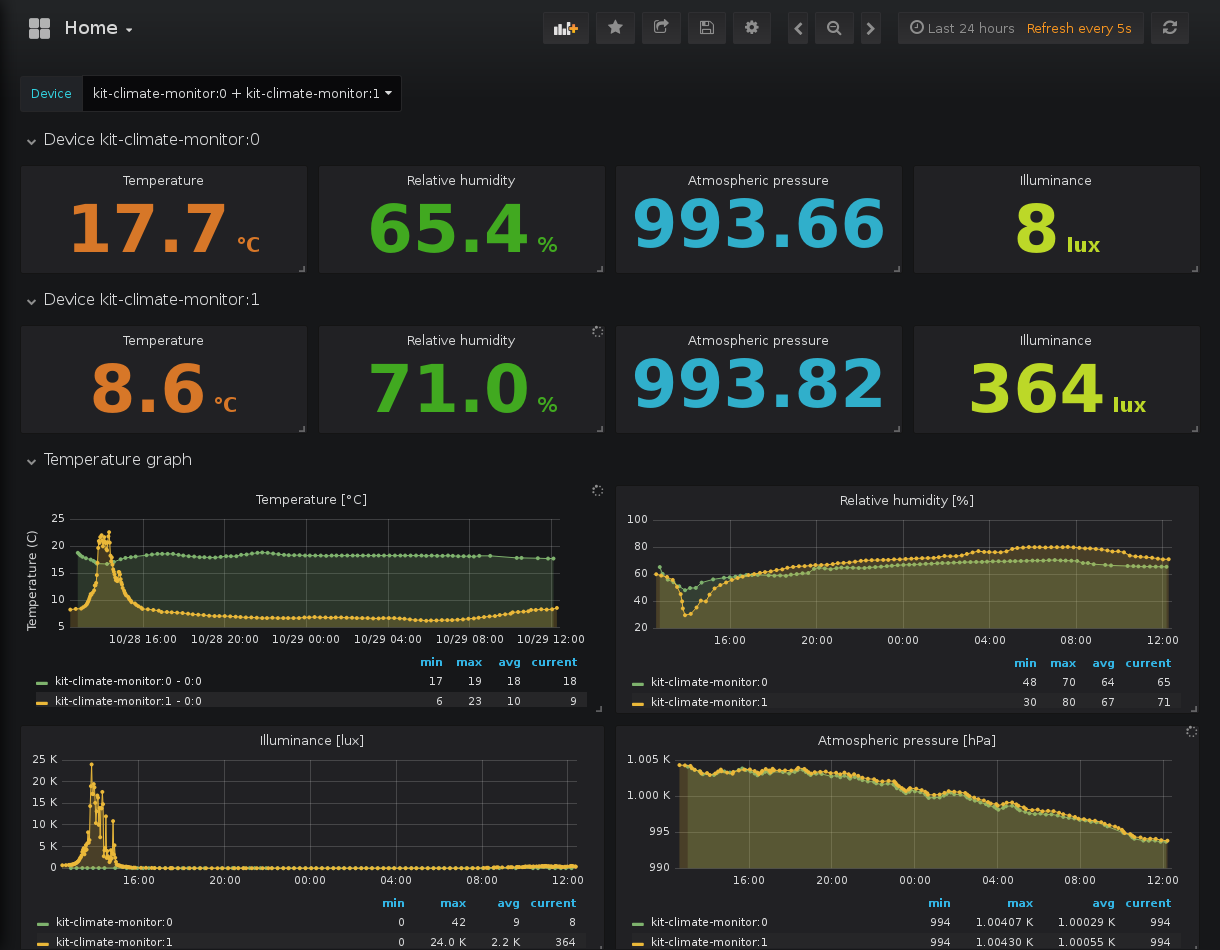 Home
Last 24 hours Refresh every 5s
Device kit-climate-monitor:0 + kit-climate-monitor:1
Device kit-climate-monitor:0
Temperature Relative humidity Atmospheric pressure Illuminance
17.7 °C 65.4 % 993.66 8 lux
Device kit-climate-monitor:1
Temperature Relative humidity Atmospheric pressure Illuminance
8.6 °C 71.0 % 993.82 364 lux
Temperature graph
Temperature [°C]
Temperature (C)
25
20
15
10
5
10/28 16:00 10/28 20:00 10/29 00:00 10/29 04:00 10/29 08:00 10/29 12:00
min max avg current
kit-climate-monitor:0 - 0:0 17 19 18 18
kit-climate-monitor:1 - 0:0 6 23 10 9
Relative humidity [%]
100
80
60
40
20
16:00 20:00 00:00 04:00 08:00 12:00
min max avg current
kit-climate-monitor:0 48 70 64 65
kit-climate-monitor:1 30 80 67 71
Illuminance [lux]
25 K
20 K
15 K
10 K
5 K
0
16:00 20:00 00:00 04:00 08:00 12:00
min max avg current
kit-climate-monitor:0 0 42 9 8
kit-climate-monitor:1 0 24.0 K 2.2 K 364
Atmospheric pressure [hPa]
1.005 K
1.000 K
995
990
16:00 20:00 00:00 04:00 08:00 12:00
min max avg current
kit-climate-monitor:0 994 1.00407 K 1.00029 K 994
kit-climate-monitor:1 994 1.00430 K 1.00055 K 994